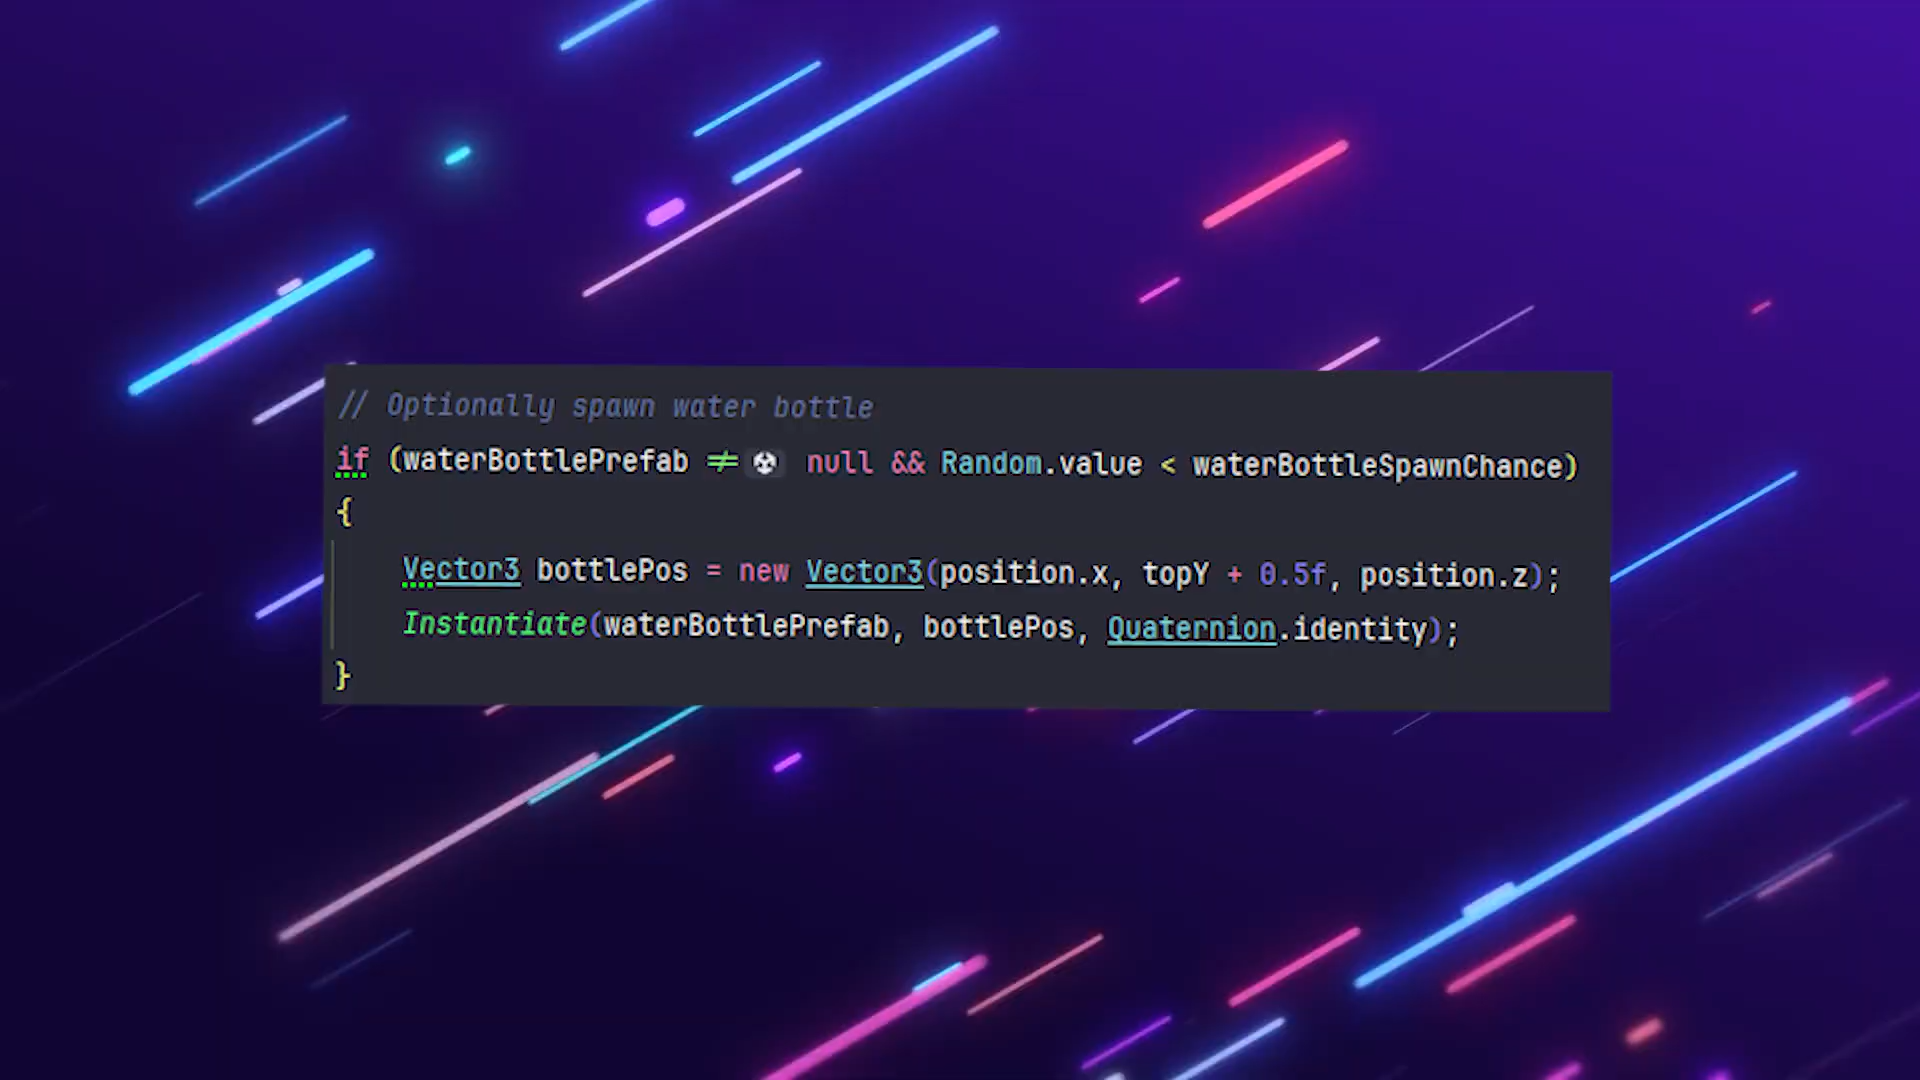 // Optionally spawn water bottle
if (waterBottlePrefab != null && Random.value < waterBottleSpawnChance)
{
Vector3 bottlePos = new Vector3(position.x, topY + 0.5f, position.z);
Instantiate(waterBottlePrefab, bottlePos, Quaternion.identity);
}